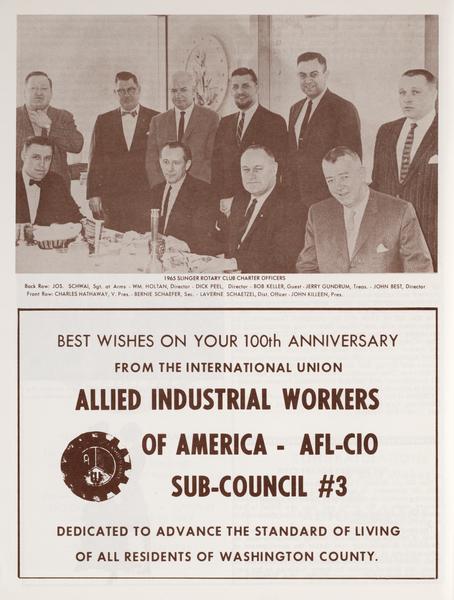 1965 SLINGER ROTARY CLUB CHARTER OFFICERS
Back Row: JOS. SCHWAI, Sgt. at Arms - WM. HOLTAN, Director - DICK PEEL, Director - BOB KELLER, Guest - JERRY GUNDRUM, Treas. - JOHN BEST, Director
Front Row: CHARLES HATHAWAY, V. Pres. - BERNIE SCHAEFER, Sec. - LAVERNE SCHAETZEL, Dist. Officer - JOHN KILLEEN, Pres.
BEST WISHES ON YOUR 100th ANNIVERSARY
FROM THE INTERNATIONAL UNION
ALLIED INDUSTRIAL WORKERS
OF AMERICA - AFL-CIO
SUB-COUNCIL #3
DEDICATED TO ADVANCE THE STANDARD OF LIVING
OF ALL RESIDENTS OF WASHINGTON COUNTY.